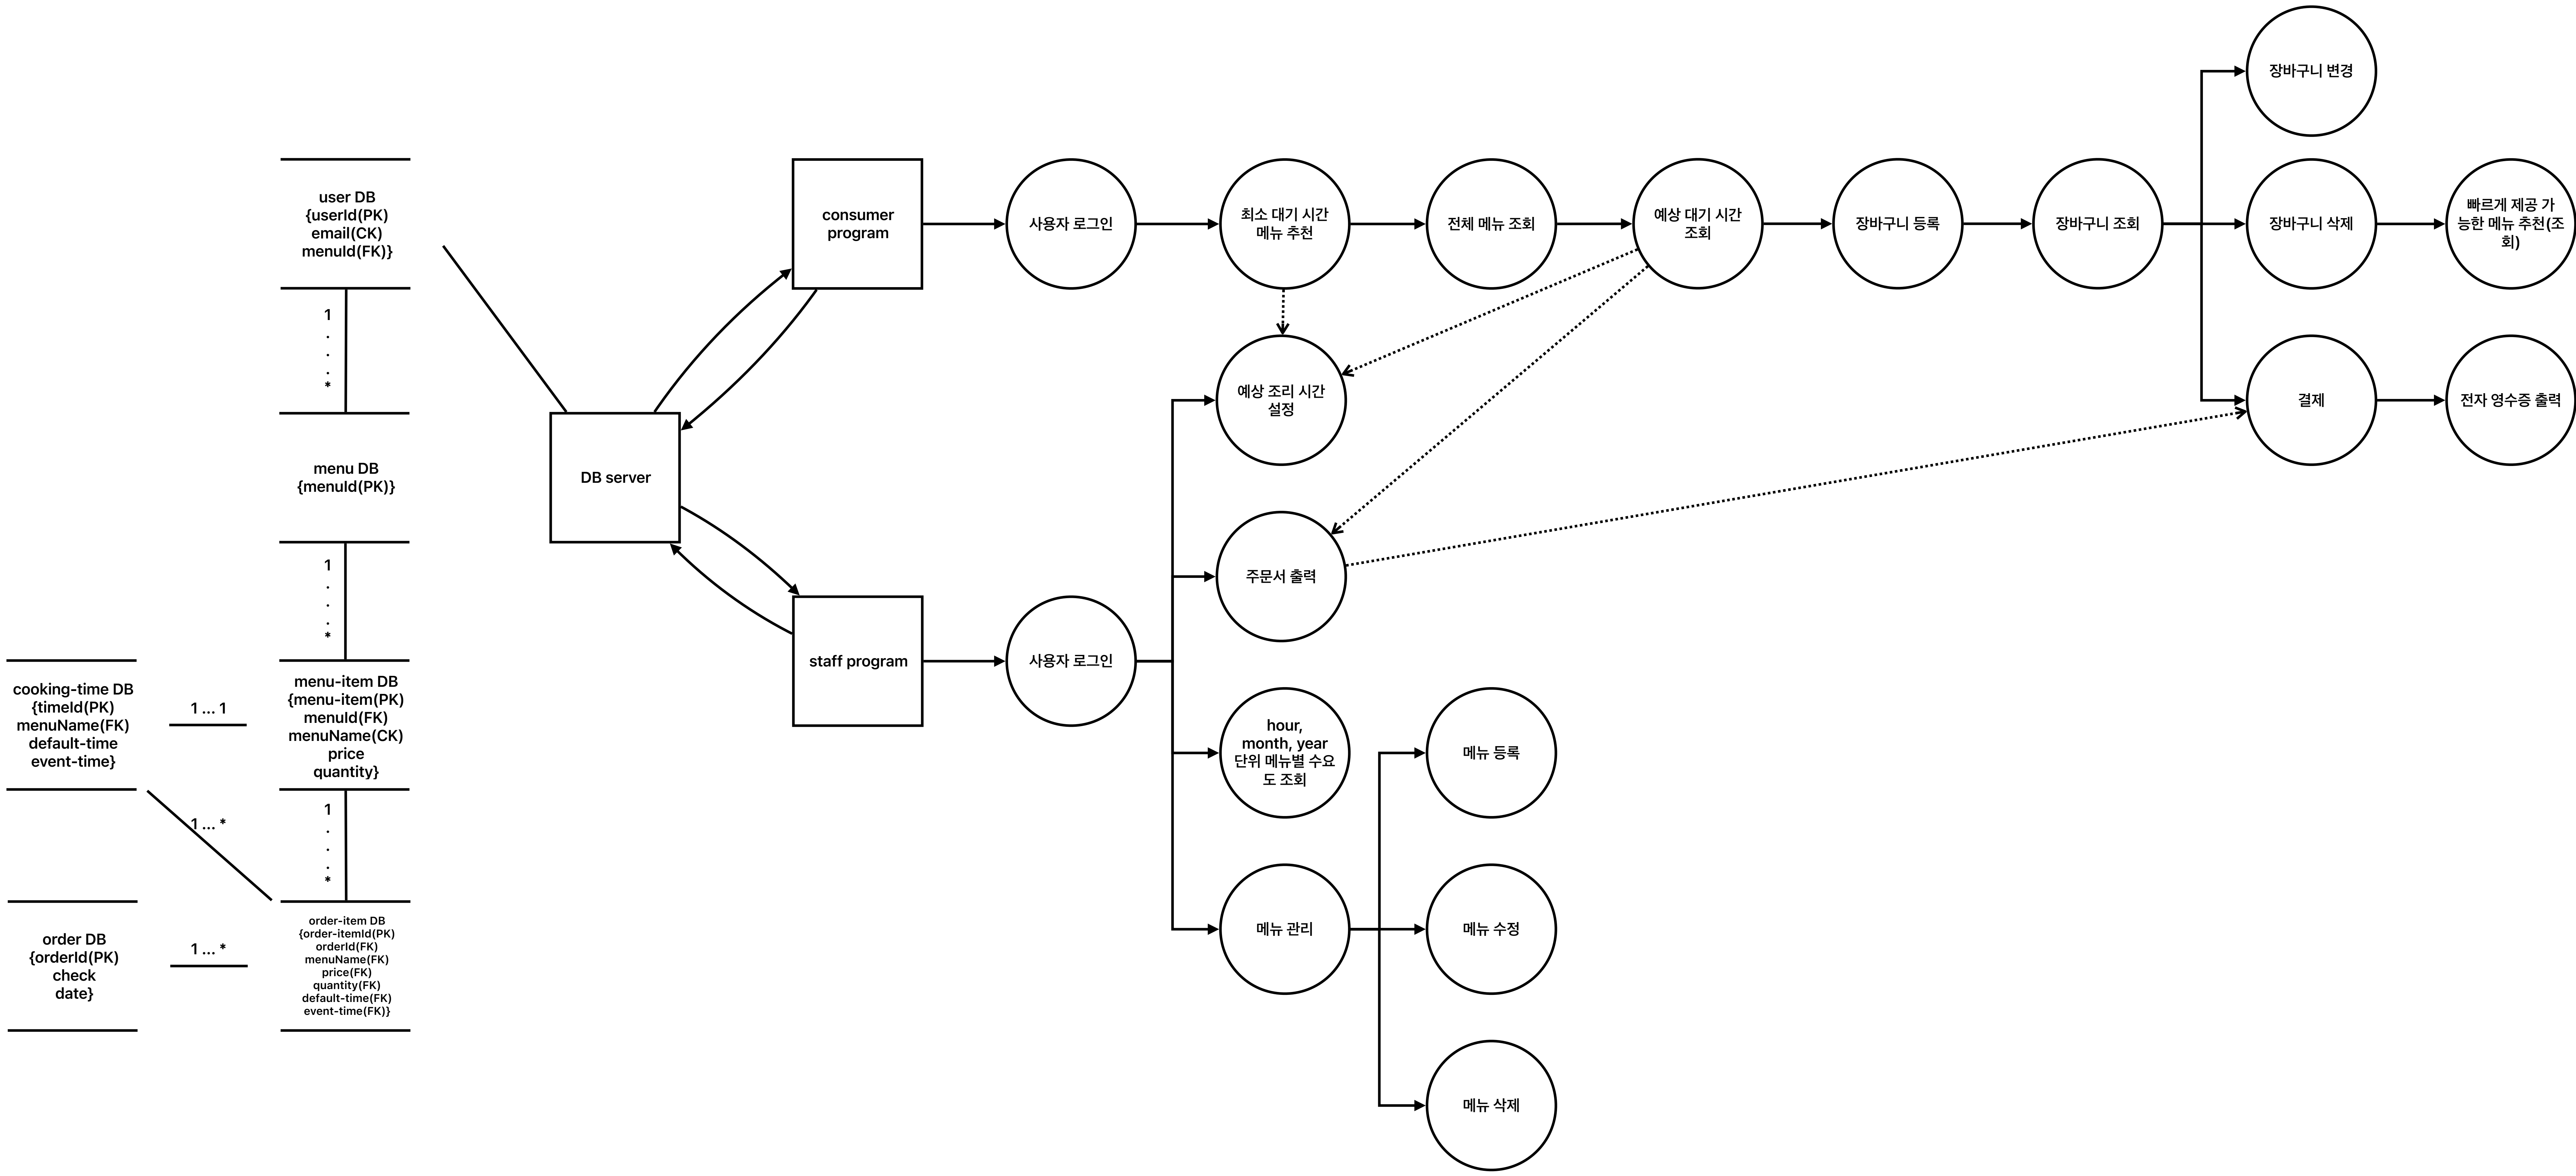 user DB
{userId(PK)
email(CK)
menuId(FK)}
1
.
.
.
*
menu DB
{menuId(PK)}
1
.
.
.
*
cooking-time DB
{timeId(PK)
menuName(FK)
default-time
event-time}
1 ... 1
menu-item DB
{menu-item(PK)
menuId(FK)
menuName(CK)
price
quantity}
1 ... *
1
.
.
.
*
order DB
{orderId(PK)
check
date}
1 ... *
order-item DB
{order-itemId(PK)
orderId(FK)
menuName(FK)
price(FK)
quantity(FK)
default-time(FK)
event-time(FK)}
DB server
consumer
program
사용자 로그인
최소 대기 시간
메뉴 추천
전체 메뉴 조회
예상 대기 시간
조회
장바구니 등록
장바구니 조회
장바구니 변경
장바구니 삭제
빠르게 제공 가
능한 메뉴 추천(조
회)
결제
전자 영수증 출력
staff program
사용자 로그인
예상 조리 시간
설정
주문서 출력
hour,
month, year
단위 메뉴별 수요
도 조회
메뉴 관리
메뉴 등록
메뉴 수정
메뉴 삭제